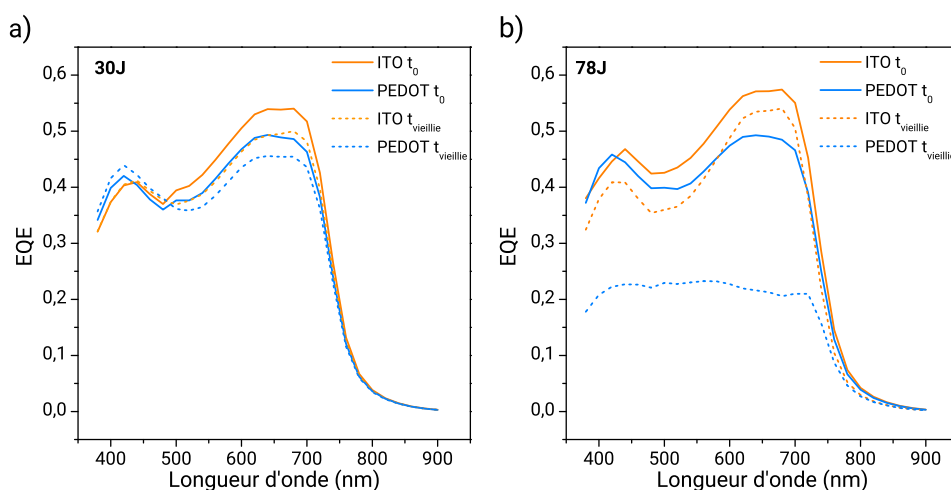 a)
30J
ITO t0
PEDOT t0
ITO tvieillie
PEDOT tvieillie
EQE
0,6
0,5
0,4
0,3
0,2
0,1
0,0
400 500 600 700 800 900
Longueur d'onde (nm)
b)
78J
ITO t0
PEDOT t0
ITO tvieillie
PEDOT tvieillie
EQE
0,6
0,5
0,4
0,3
0,2
0,1
0,0
400 500 600 700 800 900
Longueur d'onde (nm)